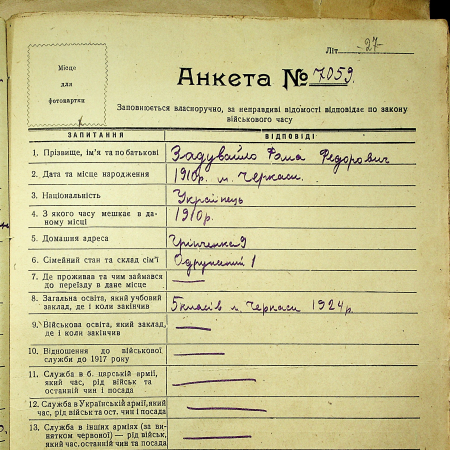 Літ. -27-
Місце
для
фотокартки
Анкета № 7059.
Заповнюється власноручно, за неправдиві відомості відповідає по закону
військового часу
ЗАПИТАННЯ ВІДПОВІДІ
1. Прізвище, ім'я та по батькові Задувайло Фома Федорович
2. Дата та місце народження 1910р. м. Черкаси.
3. Національність Українець
4. З якого часу мешкає в да-
ному місці 1910р.
5. Домашня адреса Грінченка 9
6. Сімейний стан та склад сім'ї Одружений 1
7. Де проживав та чим займався
до переїзду в дане місце —
8. Загальна освіта, який учбовий
заклад, де і коли закінчив 5 класів м. Черкаси 1924р.
9. Військова освіта, який заклад,
де і коли закінчив —
10. Відношення до військової
служби до 1917 року —
11. Служба в б. царській армії,
який час, рід військ та
останній чин і посада —
12. Служба в Українській армії, який
час, рід військ та ост. чин і посада —
13. Служба в інших арміях (за ви-
нятком червоної) — рід військ,
який час, останній чин та посада —